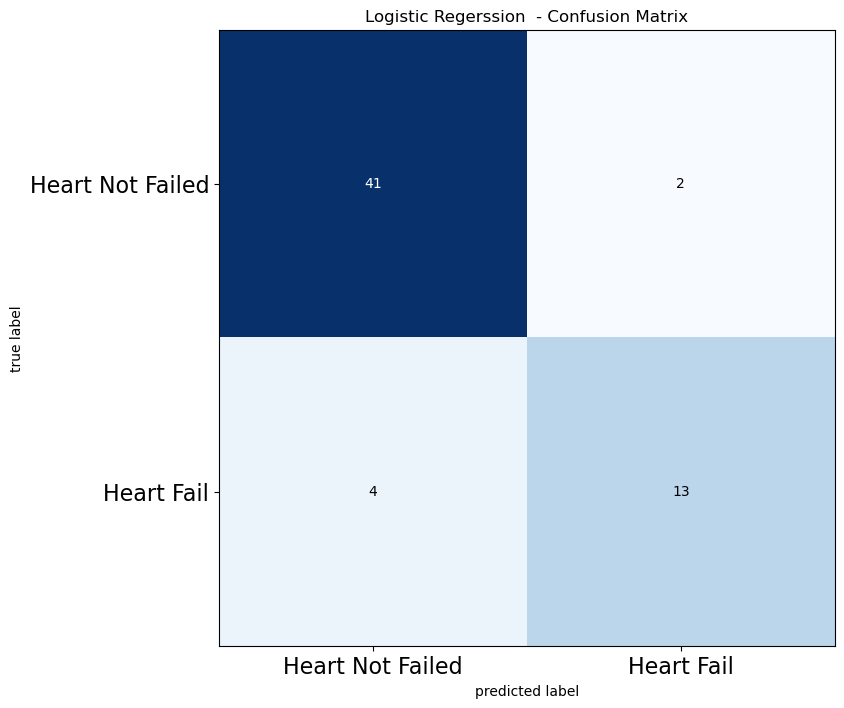 Logistic Regerssion  - Confusion Matrix
Heart Not Failed
41
2
true label
Heart Fail
4
13
Heart Not Failed
Heart Fail
predicted label